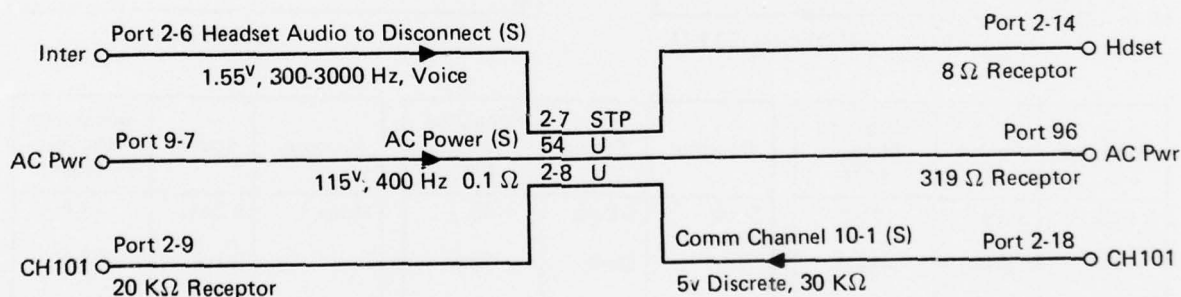 Port 2-6 Headset Audio to Disconnect (S)
Port 2-14
Inter
Hdset
1.55V, 300-3000 Hz, Voice
8 Ω Receptor
2-7 STP
Port 9-7
AC Power (S)
54 U
Port 96
AC Pwr
AC Pwr
115V, 400 Hz 0.1 Ω
2-8 U
319 Ω Receptor
Port 2-9
Comm Channel 10-1 (S)
Port 2-18
CH101
CH101
20 KΩ Receptor
5v Discrete, 30 KΩ